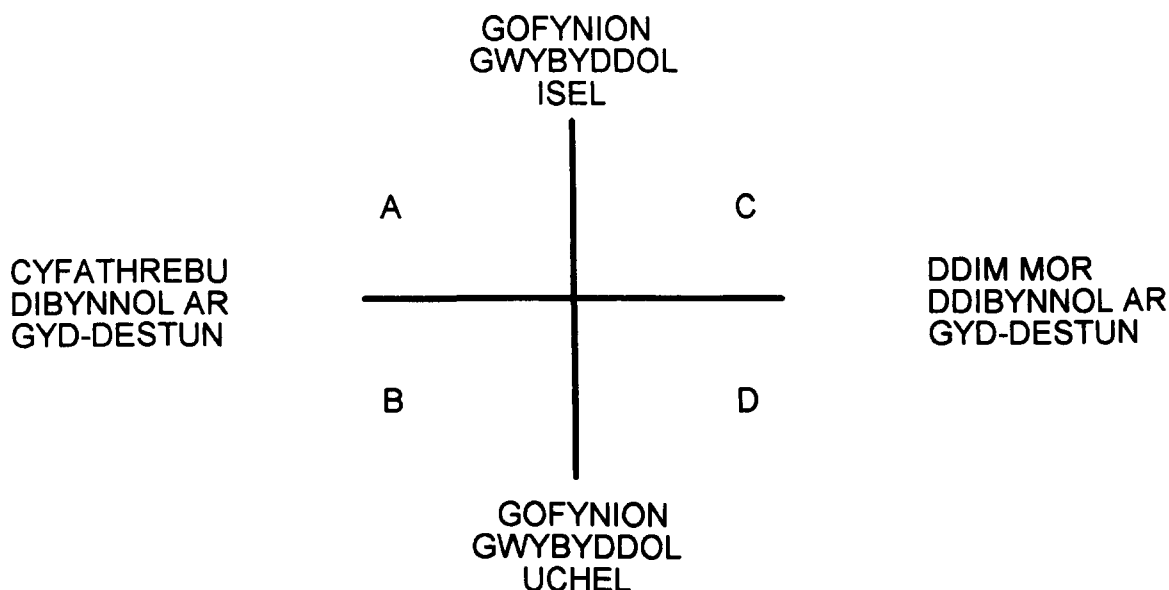 GOFYNION
GWYBYDDOL
ISEL
A
C
CYFATHREBU
DIBYNNOL AR
GYD-DESTUN
DDIM MOR
DDIBYNNOL AR
GYD-DESTUN
B
D
GOFYNION
GWYBYDDOL
UCHEL